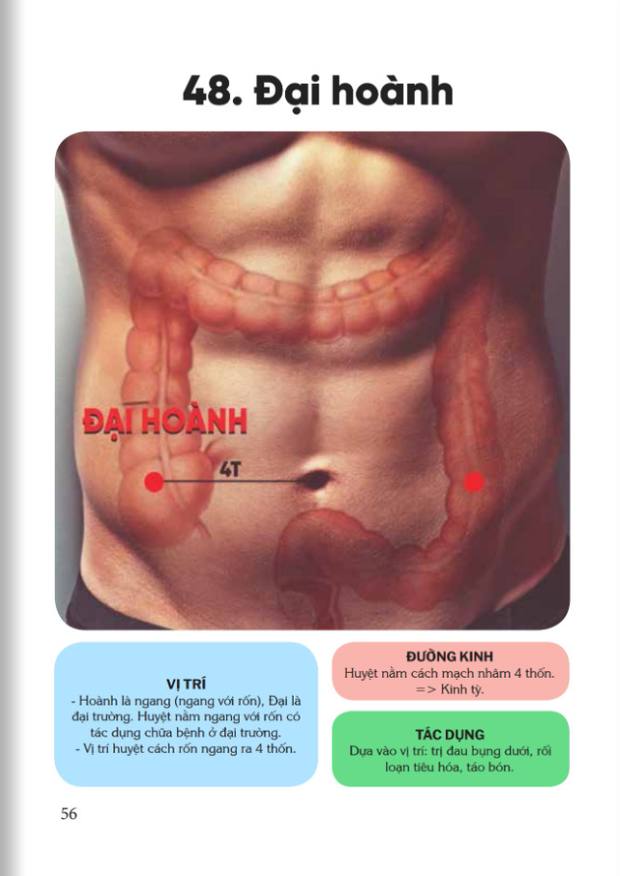 48. Đại hoành
ĐẠI HOÀNH
4T
VỊ TRÍ
- Hoành là ngang (ngang với rốn), Đại là
đại trường. Huyệt nằm ngang với rốn có
tác dụng chữa bệnh ở đại trường.
- Vị trí huyệt cách rốn ngang ra 4 thốn.
ĐƯỜNG KINH
Huyệt nằm cách mạch nhâm 4 thốn.
=> Kinh tỳ.
TÁC DỤNG
Dựa vào vị trí: trị đau bụng dưới, rối
loạn tiêu hóa, táo bón.
56